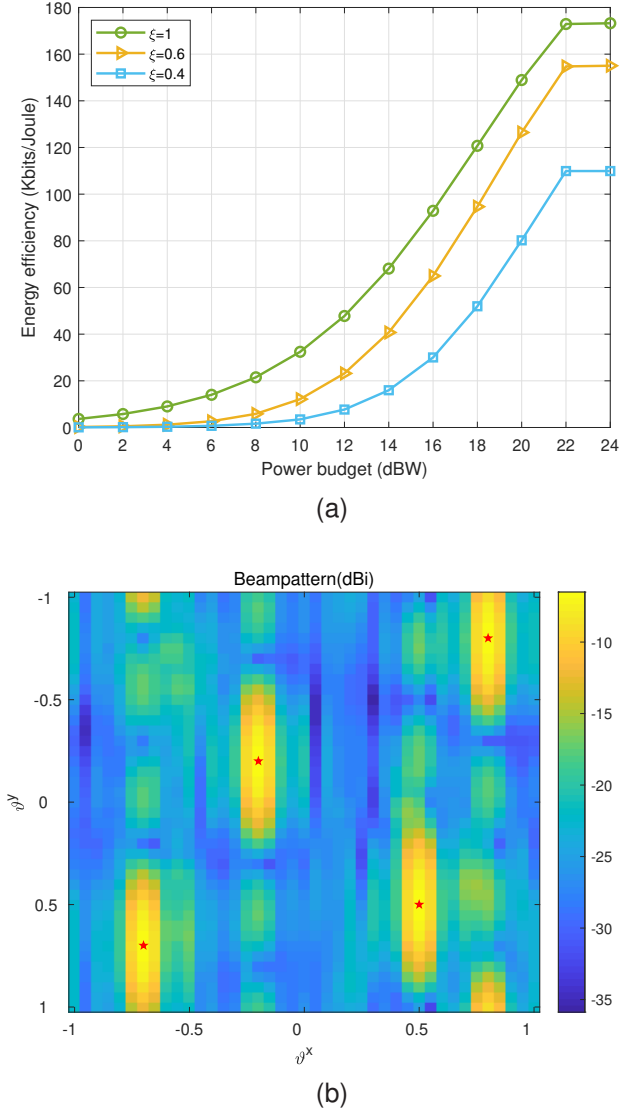 180
160
140
120
100
80
60
40
20
0
Energy efficiency (Kbits/Joule)
ξ=1
ξ=0.6
ξ=0.4
0 2 4 6 8 10 12 14 16 18 20 22 24
Power budget (dBW)
(a)
Beampattern(dBi)
-1
-0.5
0
0.5
1
ϑy
-1 -0.5 0 0.5 1
ϑx
-10
-15
-20
-25
-30
-35
(b)